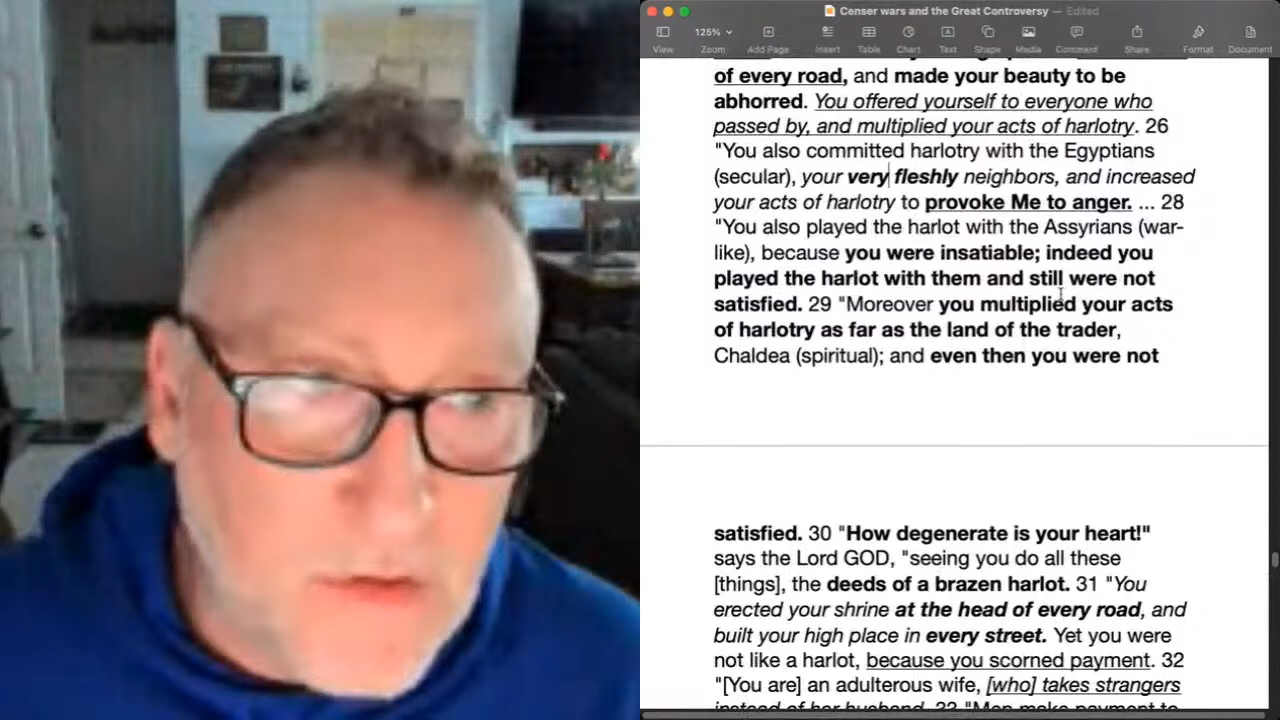 Censer wars and the Great Controversy — Edited
125%
View
Zoom
Add Page
Insert
Table
Chart
Text
Shape
Media
Comment
Share
Format
Document
of every road, and made your beauty to be
abhorred. You offered yourself to everyone who
passed by, and multiplied your acts of harlotry. 26
"You also committed harlotry with the Egyptians
(secular), your very fleshly neighbors, and increased
your acts of harlotry to provoke Me to anger. ... 28
"You also played the harlot with the Assyrians (war-
like), because you were insatiable; indeed you
played the harlot with them and still were not
satisfied. 29 "Moreover you multiplied your acts
of harlotry as far as the land of the trader,
Chaldea (spiritual); and even then you were not
satisfied. 30 "How degenerate is your heart!"
says the Lord GOD, "seeing you do all these
[things], the deeds of a brazen harlot. 31 "You
erected your shrine at the head of every road, and
built your high place in every street. Yet you were
not like a harlot, because you scorned payment. 32
"[You are] an adulterous wife, [who] takes strangers
instead of her husband. 33 "Men make payment to